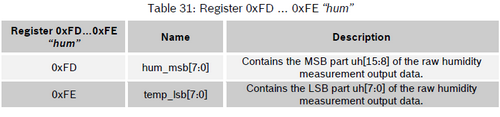 Table 31: Register 0xFD ... 0xFE "hum"
Register 0xFD...0xFE
"hum"
Name
Description
0xFD
hum_msb[7:0]
Contains the MSB part uh[15:8] of the raw humidity
measurement output data.
0xFE
temp_lsb[7:0]
Contains the LSB part uh[7:0] of the raw humidity
measurement output data.